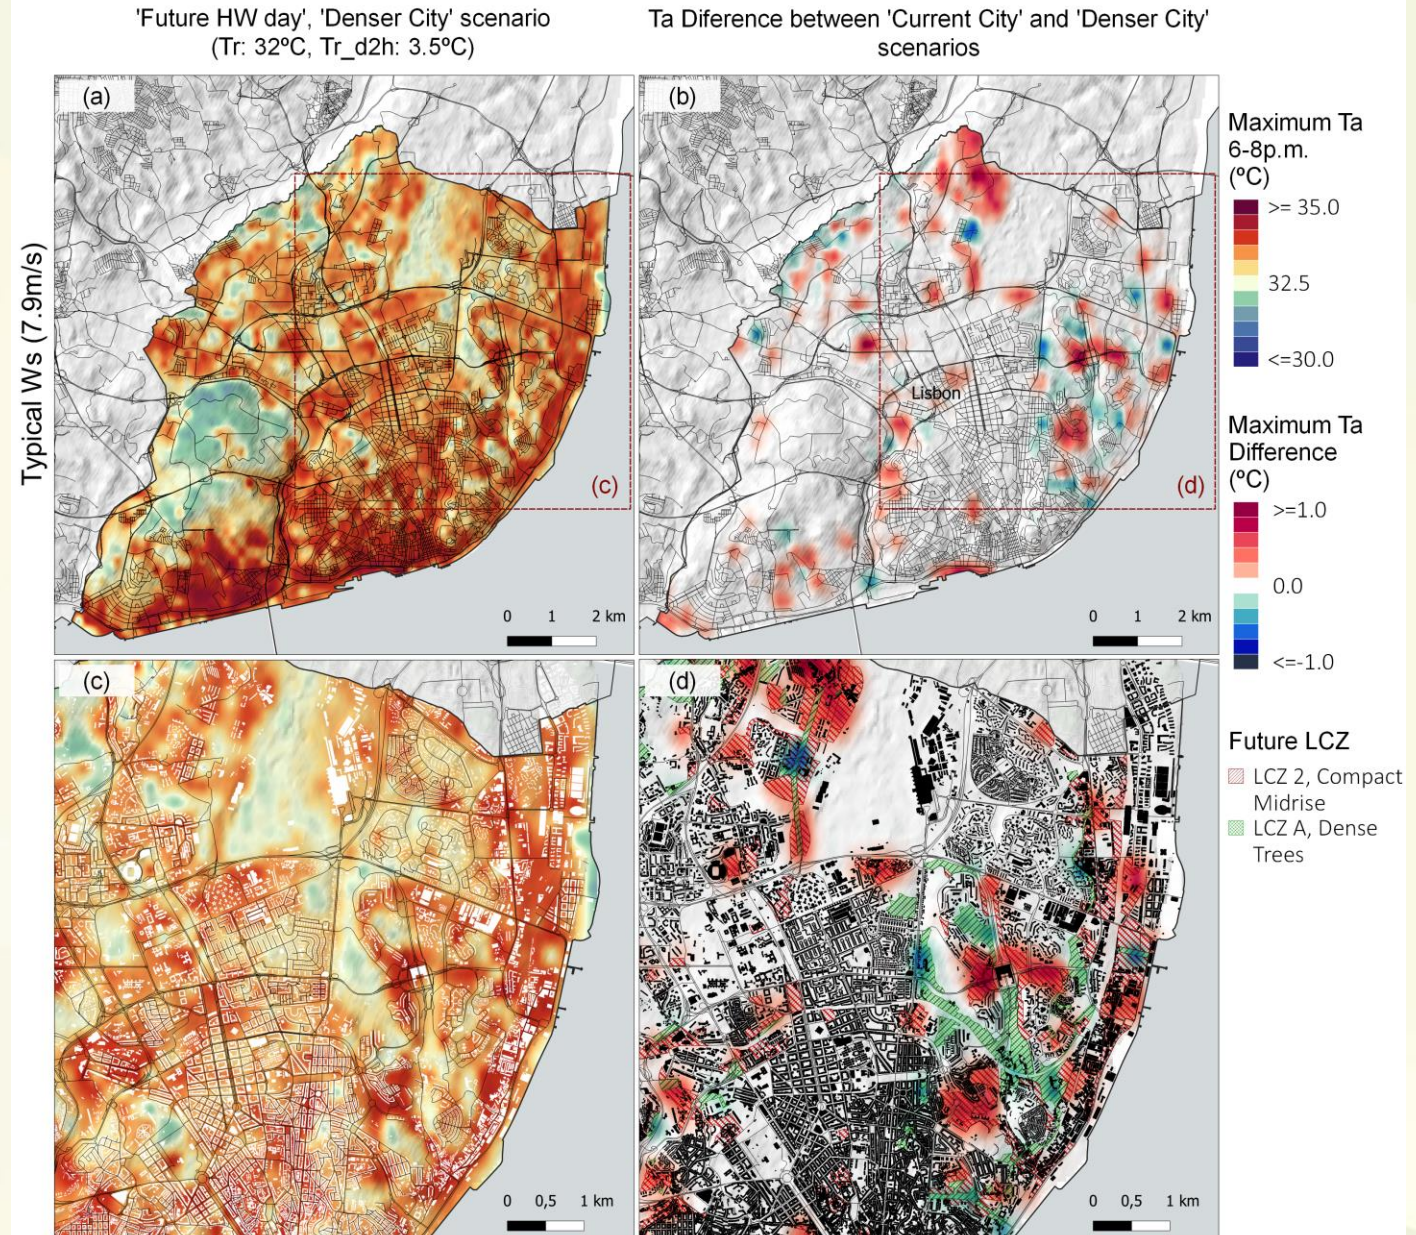 'Future HW day', 'Denser City' scenario
(Tr: 32ºC, Tr_d2h: 3.5ºC)
Ta Diference between 'Current City' and 'Denser City'
scenarios
Typical Ws (7.9m/s)
(a)
(c)
0 1 2 km
(b)
Lisbon
(d)
0 1 2 km
(c)
0 0,5 1 km
(d)
0 0,5 1 km
Maximum Ta
6-8p.m.
(ºC)
>= 35.0
32.5
<=30.0
Maximum Ta
Difference
(ºC)
>=1.0
0.0
<=-1.0
Future LCZ
LCZ 2, Compact
Midrise
LCZ A, Dense
Trees